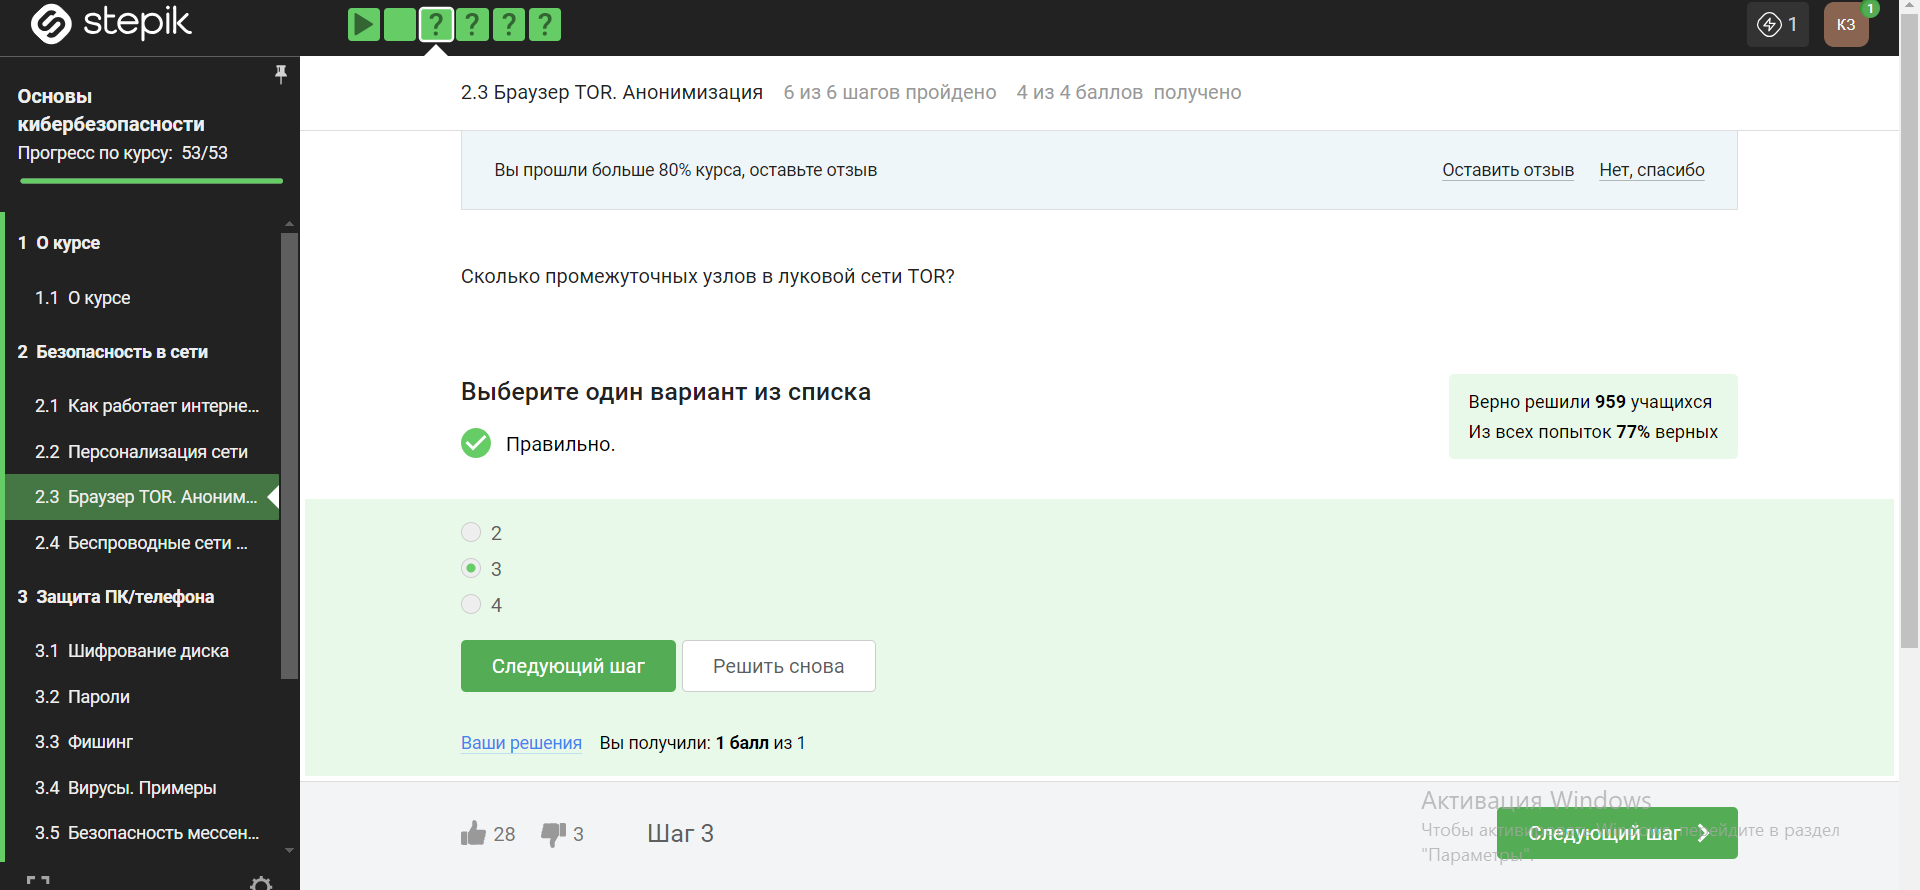 stepik
?
?
?
?
1
КЗ
1
Основы
кибербезопасности
Прогресс по курсу: 53/53
1 О курсе
1.1 О курсе
2 Безопасность в сети
2.1 Как работает интерне...
2.2 Персонализация сети
2.3 Браузер TOR. Аноним...
2.4 Беспроводные сети ...
3 Защита ПК/телефона
3.1 Шифрование диска
3.2 Пароли
3.3 Фишинг
3.4 Вирусы. Примеры
3.5 Безопасность мессен...
2.3 Браузер TOR. Анонимизация 6 из 6 шагов пройдено 4 из 4 баллов получено
Вы прошли больше 80% курса, оставьте отзыв Оставить отзыв Нет, спасибо
Сколько промежуточных узлов в луковой сети TOR?
Выберите один вариант из списка
Правильно.
Верно решили 959 учащихся
Из всех попыток 77% верных
2
3
4
Следующий шаг Решить снова
Ваши решения Вы получили: 1 балл из 1
28 3 Шаг 3
Следующий шаг
Активация Windows
Чтобы активировать Windows, перейдите в раздел
"Параметры".